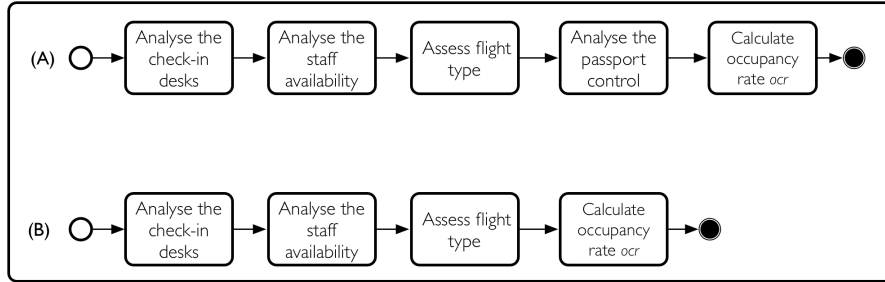 (A)
Analyse the
check-in
desks
Analyse the
staff
availability
Assess flight
type
Analyse the
passport
control
Calculate
occupancy
rate ocr
(B)
Analyse the
check-in
desks
Analyse the
staff
availability
Assess flight
type
Calculate
occupancy
rate ocr